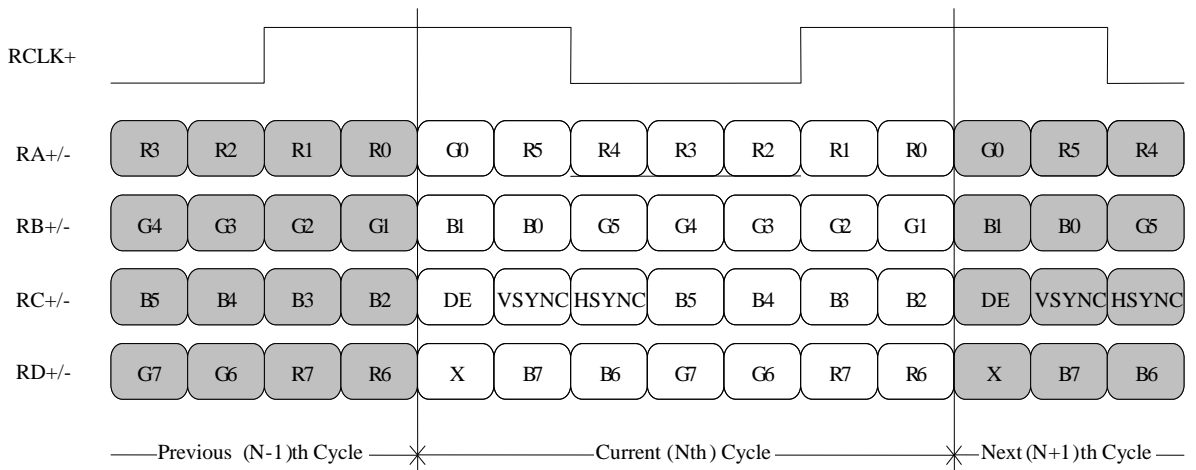 RCLK+
RA+/- R3 R2 R1 R0 G0 R5 R4 R3 R2 R1 R0 G0 R5 R4
RB+/- G4 G3 G2 G1 B1 B0 G5 G4 G3 G2 G1 B1 B0 G5
RC+/- B5 B4 B3 B2 DE VSYNC HSYNC B5 B4 B3 B2 DE VSYNC HSYNC
RD+/- G7 G6 R7 R6 X B7 B6 G7 G6 R7 R6 X B7 B6
Previous (N-1)th Cycle Current (Nth) Cycle Next (N+1)th Cycle